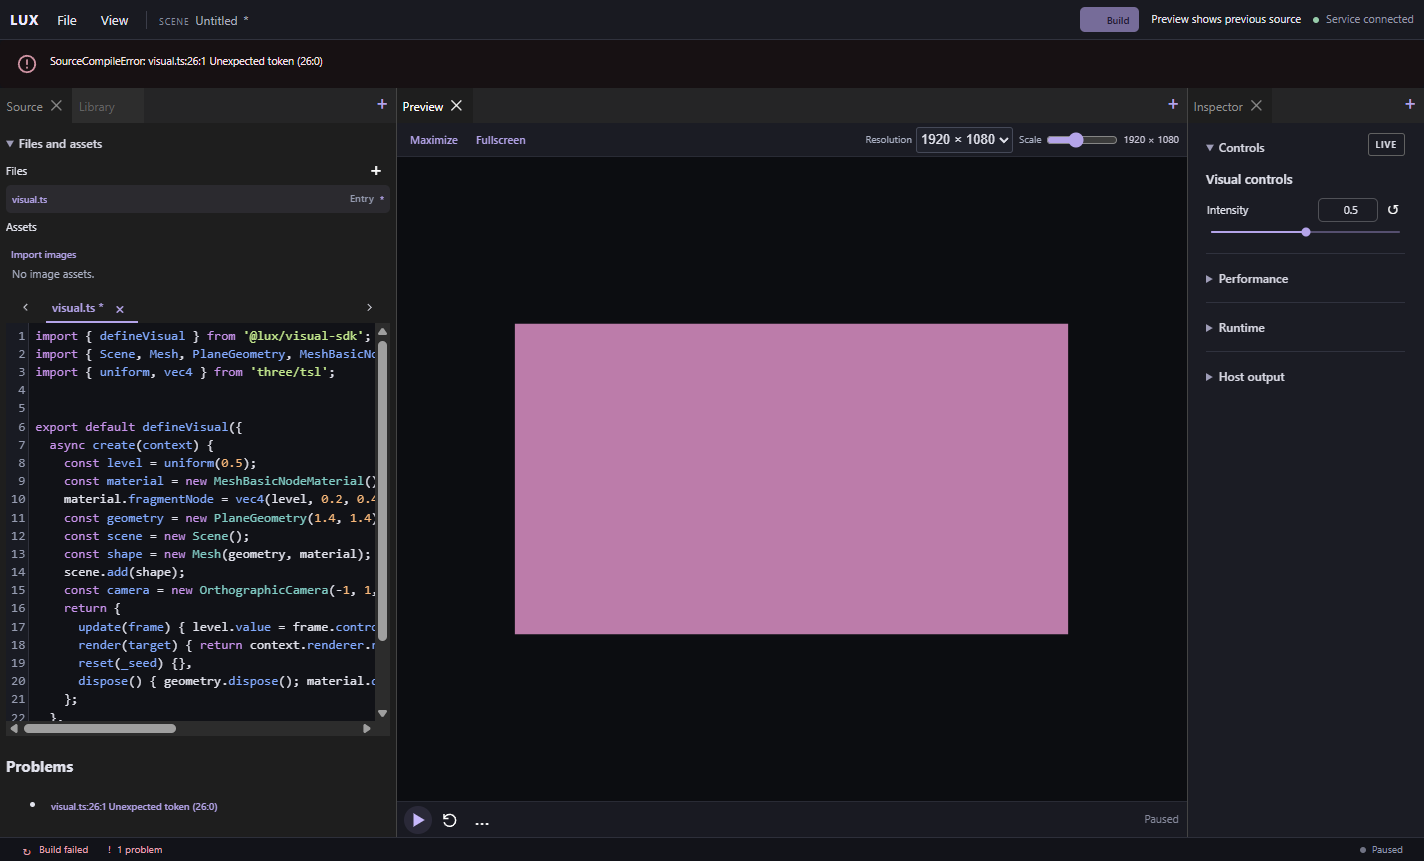 LUX File View SCENE Untitled * Build Preview shows previous source Service connected
SourceCompileError: visual.ts:26:1 Unexpected token (26:0)
Source Library +
Files and assets
Files +
visual.ts Entry *
Assets
Import images
No image assets.
visual.ts *
1 import { defineVisual } from '@lux/visual-sdk';
2 import { Scene, Mesh, PlaneGeometry, MeshBasicNo
3 import { uniform, vec4 } from 'three/tsl';
4
5
6 export default defineVisual({
7 async create(context) {
8 const level = uniform(0.5);
9 const material = new MeshBasicNodeMaterial()
10 material.fragmentNode = vec4(level, 0.2, 0.4
11 const geometry = new PlaneGeometry(1.4, 1.4)
12 const scene = new Scene();
13 const shape = new Mesh(geometry, material);
14 scene.add(shape);
15 const camera = new OrthographicCamera(-1, 1,
16 return {
17 update(frame) { level.value = frame.contro
18 render(target) { return context.renderer.r
19 reset(_seed) {},
20 dispose() { geometry.dispose(); material.d
21 };
22 },
Problems
• visual.ts:26:1 Unexpected token (26:0)
Preview +
Maximize Fullscreen Resolution 1920 × 1080 Scale 1920 × 1080
... Paused
Inspector +
Controls LIVE
Visual controls
Intensity 0.5
Performance
Runtime
Host output
Build failed ! 1 problem Paused